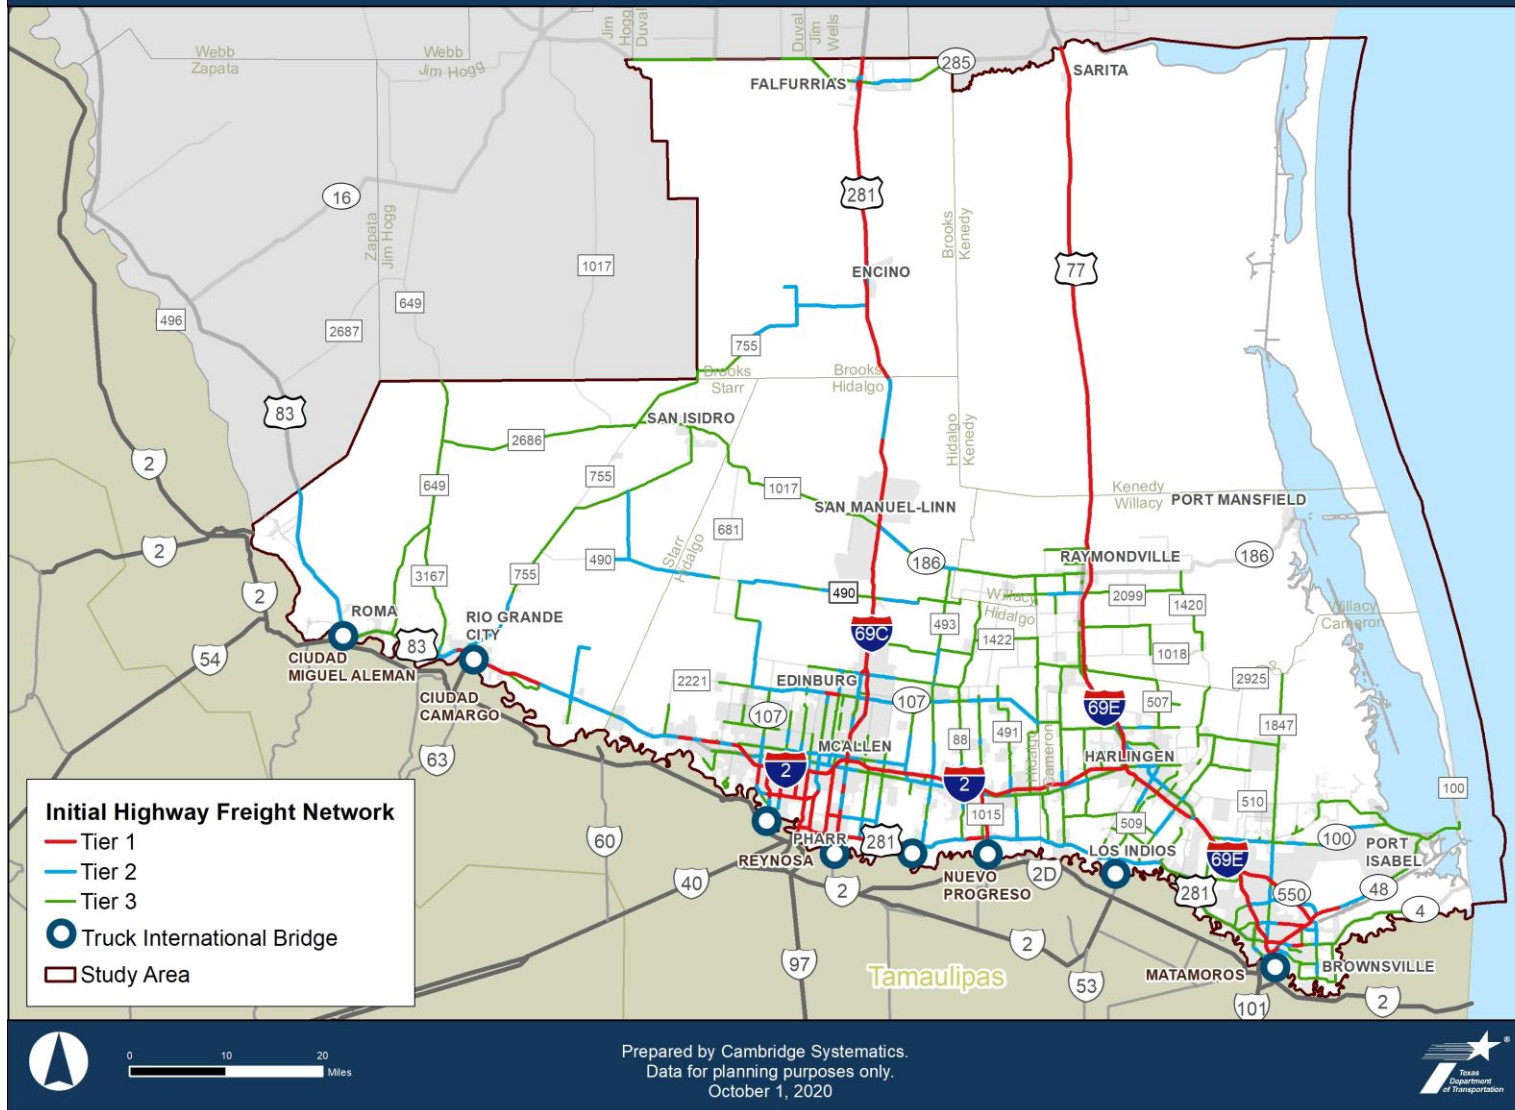 Webb
Zapata
Webb
Jim Hogg
Jim
Hogg
Duval
Duval
Jim
Wells
285
SARITA
FALFURRIAS
16
281
Zapata
Jim Hogg
Brooks
Kenedy
1017
ENCINO
77
649
496
2687
755
Brooks
Starr
Brooks
Hidalgo
83
SAN ISIDRO
2686
Hidalgo
Kenedy
2
649
755
1017
Kenedy
Willacy
PORT MANSFIELD
SAN MANUEL-LINN
681
Starr
Hidalgo
2
490
186
RAYMONDVILLE
186
3167
755
490
Willacy
Hidalgo
2099
1420
2
ROMA
RIO GRANDE
CITY
493
Willacy
Cameron
83
69C
1422
54
CIUDAD
MIGUEL ALEMAN
1018
2221
EDINBURG
2925
CIUDAD
CAMARGO
107
107
69E
507
1847
88
491
63
MCALLEN
Hidalgo
Cameron
HARLINGEN
2
2
100
510
1015
509
60
PHARR
281
100
PORT
ISABEL
REYNOSA
LOS INDIOS
69E
40
2
NUEVO
PROGRESO
2D
281
550
48
4
2
97
Tamaulipas
53
MATAMOROS
BROWNSVILLE
101
2
Initial Highway Freight Network
Tier 1
Tier 2
Tier 3
Truck International Bridge
Study Area
0 10 20
Miles
Prepared by Cambridge Systematics.
Data for planning purposes only.
October 1, 2020
Texas
Department
of Transportation
®